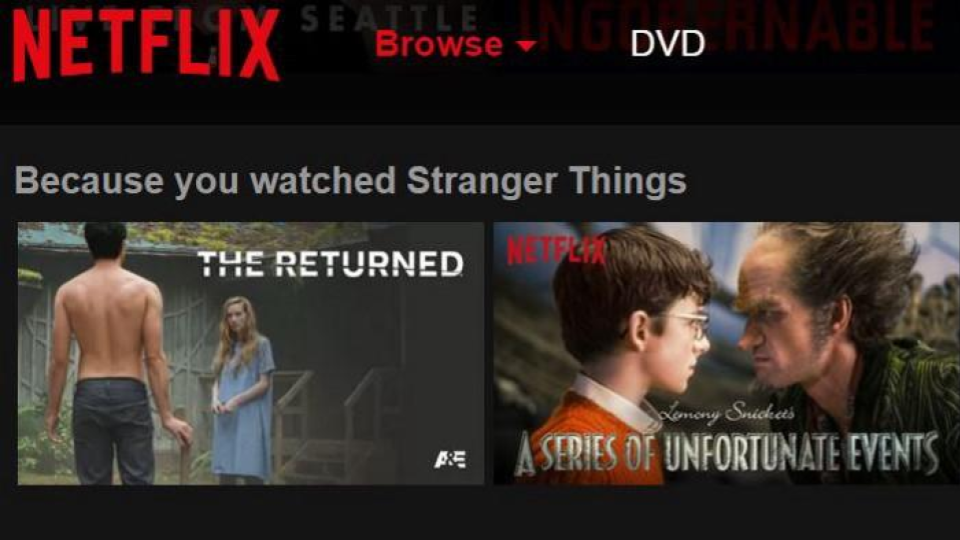 SEATTLE
INGOBERNABLE
NETFLIX Browse DVD
Because you watched Stranger Things
THE RETURNED
A&E
NETFLIX
Lemony Snicket's
A SERIES OF UNFORTUNATE EVENTS